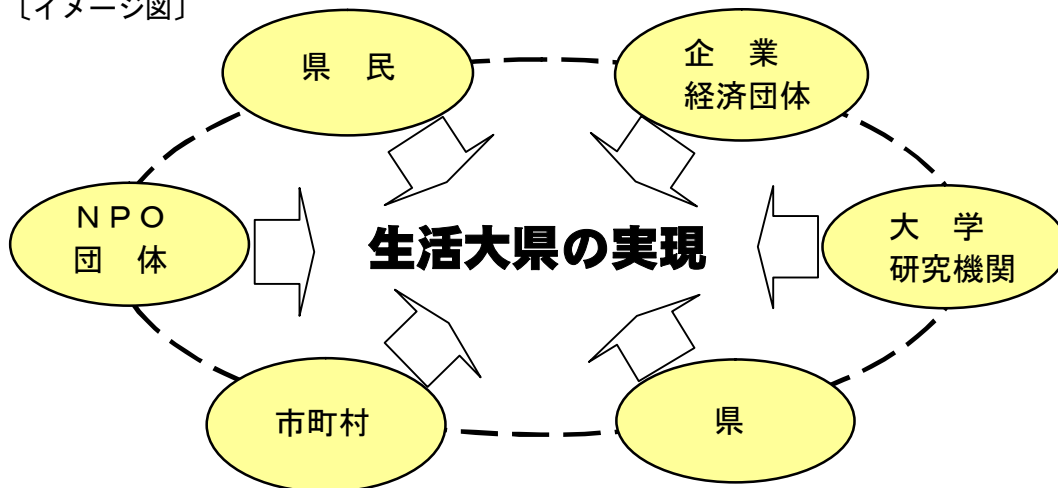 〔イメージ図〕
県　民
企　業
経済団体
ＮＰＯ
団　体
生活大県の実現
大　学
研究機関
市町村
県